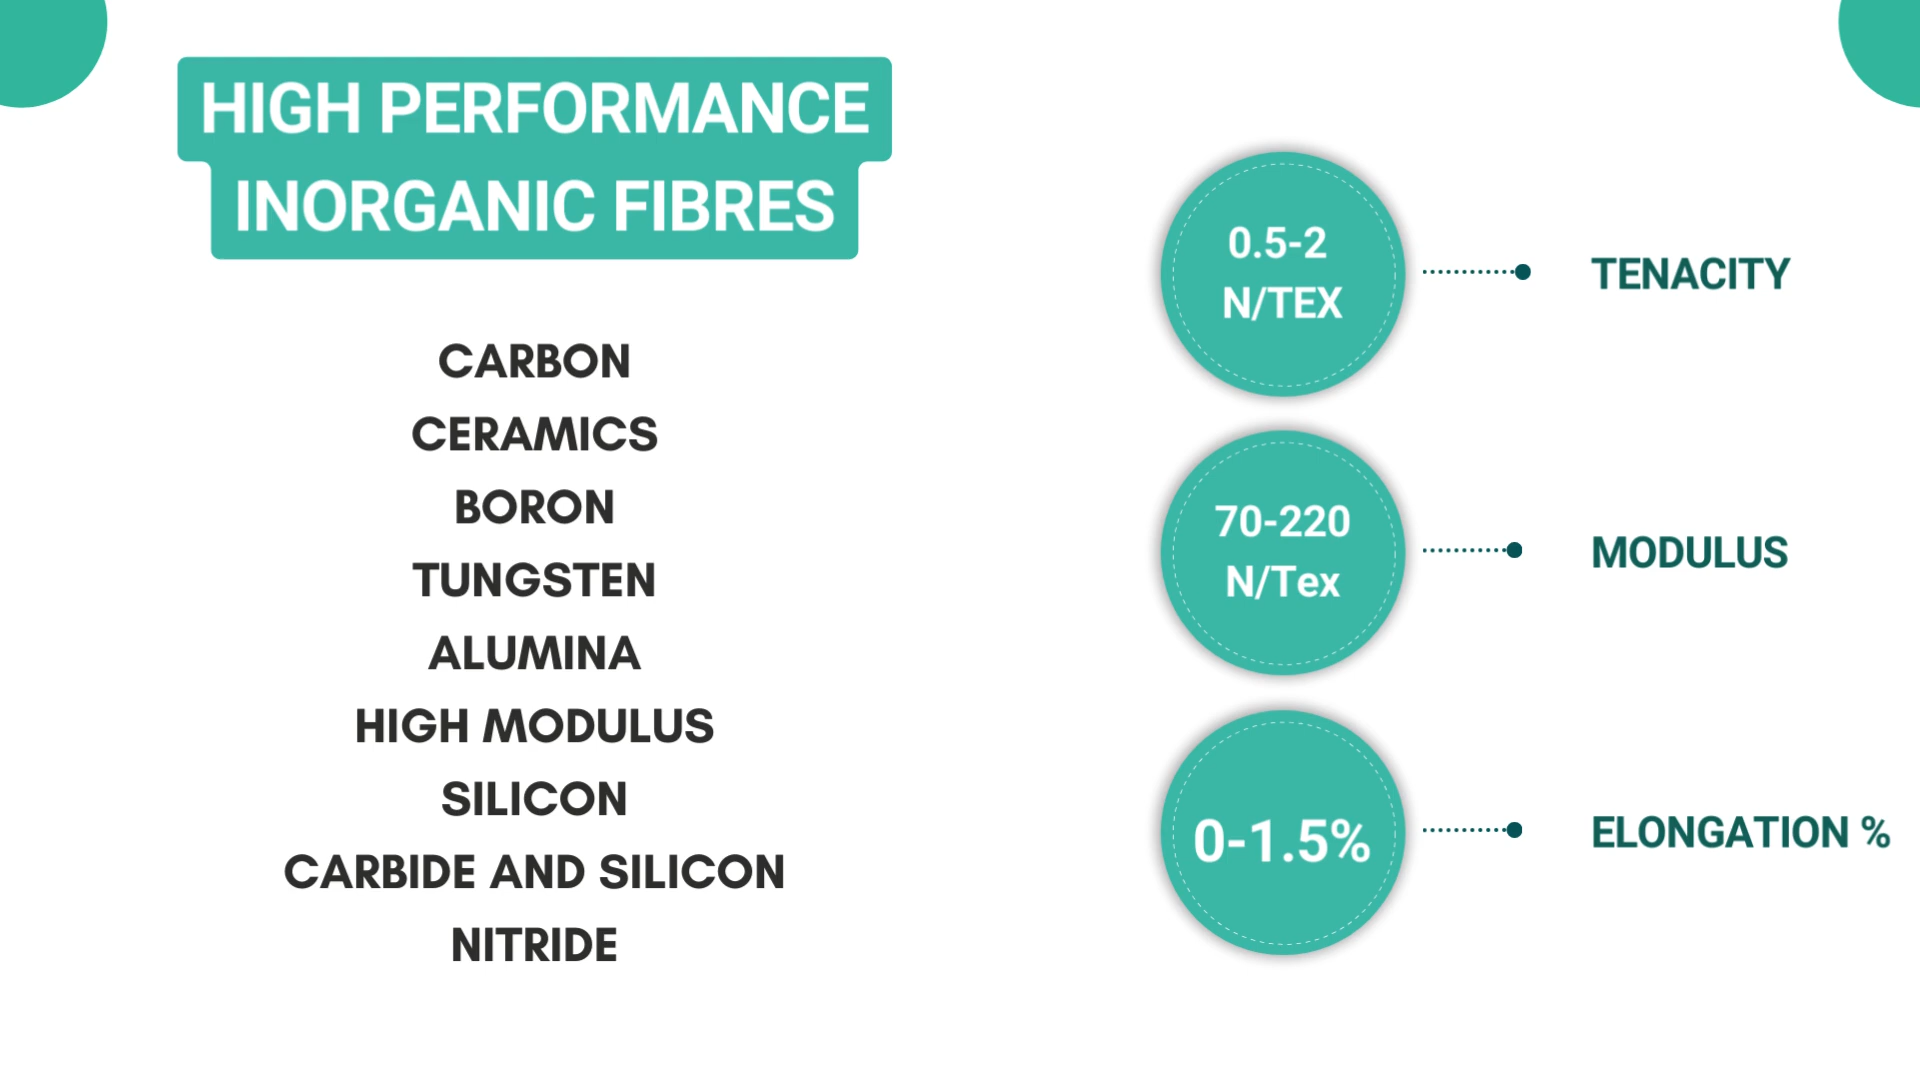 HIGH PERFORMANCE
INORGANIC FIBRES
CARBON
CERAMICS
BORON
TUNGSTEN
ALUMINA
HIGH MODULUS
SILICON
CARBIDE AND SILICON
NITRIDE
0.5-2
N/TEX
TENACITY
70-220
N/Tex
MODULUS
0-1.5%
ELONGATION %